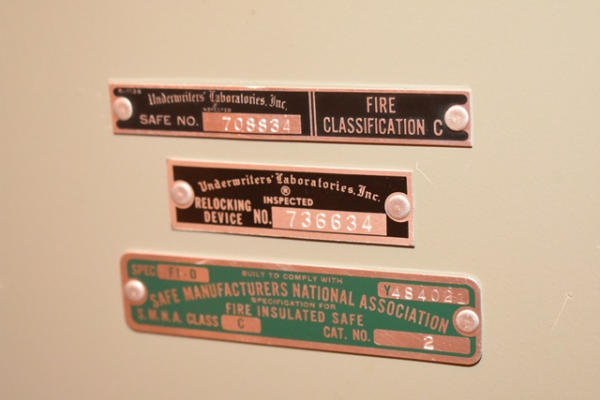 R-1138
Underwriters' Laboratories, Inc.
INSPECTED
SAFE NO. 708834
FIRE
CLASSIFICATION C
Underwriters' Laboratories, Inc.
® INSPECTED
RELOCKING
DEVICE NO. 736634
SPEC F1-D
BUILT TO COMPLY WITH
SAFE MANUFACTURERS NATIONAL ASSOCIATION
SPECIFICATION FOR
FIRE INSULATED SAFE
S.M.N.A. CLASS C
CAT. NO. 2